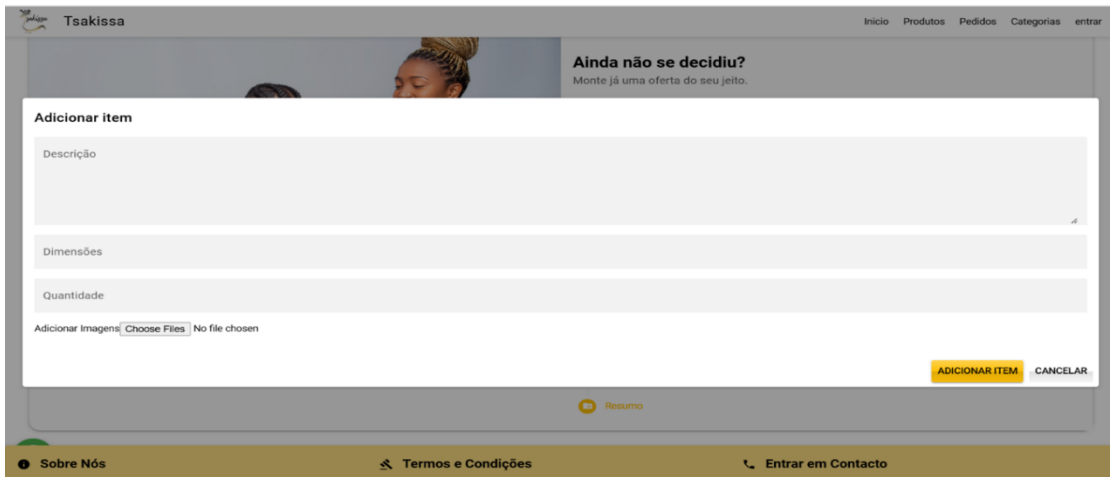 Tsakissa
Inicio Produtos Pedidos Categorias entrar
Ainda não se decidiu?
Monte já uma oferta do seu jeito.
Adicionar item
Descrição
Dimensões
Quantidade
Adicionar Imagens Choose Files No file chosen
ADICIONAR ITEM CANCELAR
Resumo
Sobre Nós Termos e Condições Entrar em Contacto